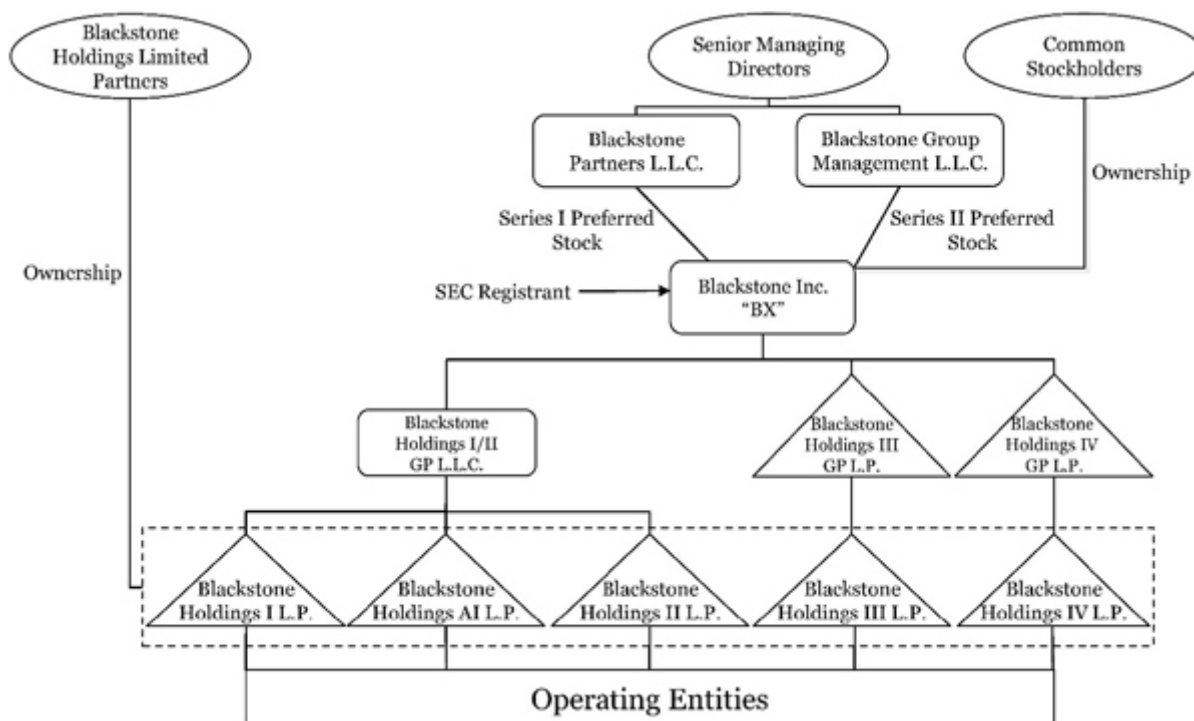 Blackstone
Holdings Limited
Partners
Senior Managing
Directors
Common
Stockholders
Blackstone
Partners L.L.C.
Blackstone Group
Management L.L.C.
Ownership
Series I Preferred
Stock
Series II Preferred
Stock
Ownership
SEC Registrant
Blackstone Inc.
“BX”
Blackstone
Holdings I/II
GP L.L.C.
Blackstone
Holdings III
GP L.P.
Blackstone
Holdings IV
GP L.P.
Blackstone
Holdings I L.P.
Blackstone
Holdings AI L.P.
Blackstone
Holdings II L.P.
Blackstone
Holdings III L.P.
Blackstone
Holdings IV L.P.
Operating Entities